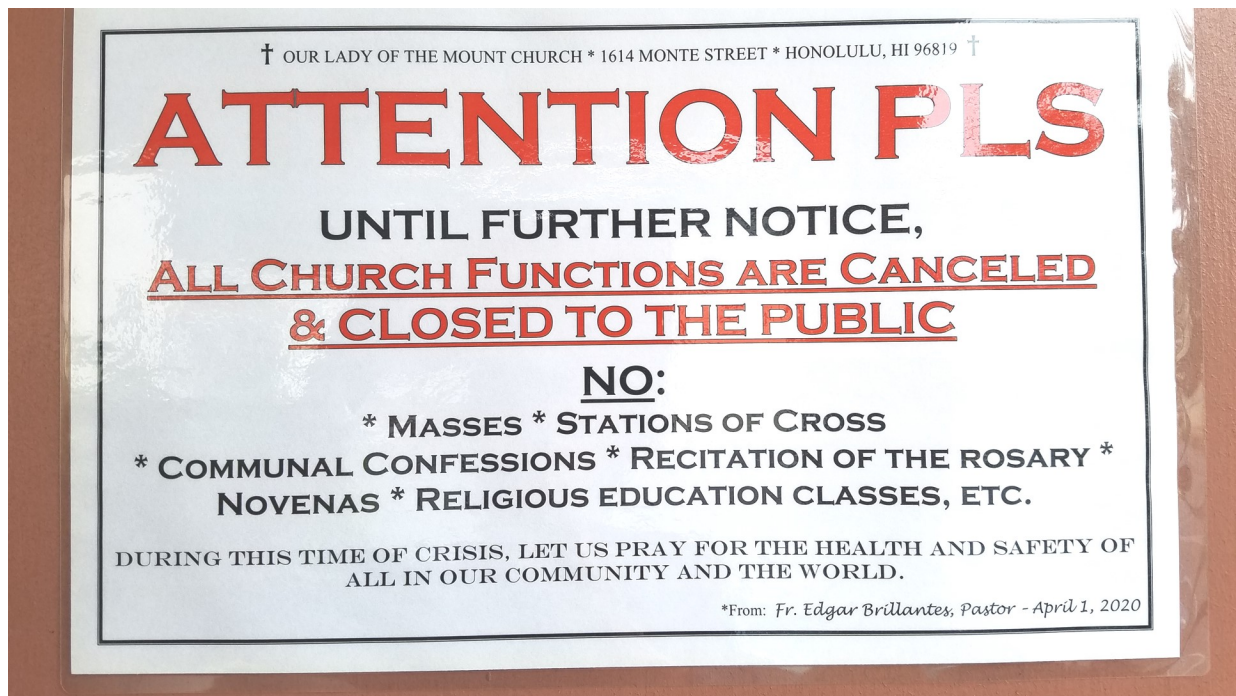 † OUR LADY OF THE MOUNT CHURCH * 1614 MONTE STREET * HONOLULU, HI 96819 †
ATTENTION PLS
UNTIL FURTHER NOTICE,
ALL CHURCH FUNCTIONS ARE CANCELED
& CLOSED TO THE PUBLIC
NO:
* MASSES * STATIONS OF CROSS
* COMMUNAL CONFESSIONS * RECITATION OF THE ROSARY *
NOVENAS * RELIGIOUS EDUCATION CLASSES, ETC.
DURING THIS TIME OF CRISIS, LET US PRAY FOR THE HEALTH AND SAFETY OF
ALL IN OUR COMMUNITY AND THE WORLD.
*From: Fr. Edgar Brillantes, Pastor - April 1, 2020